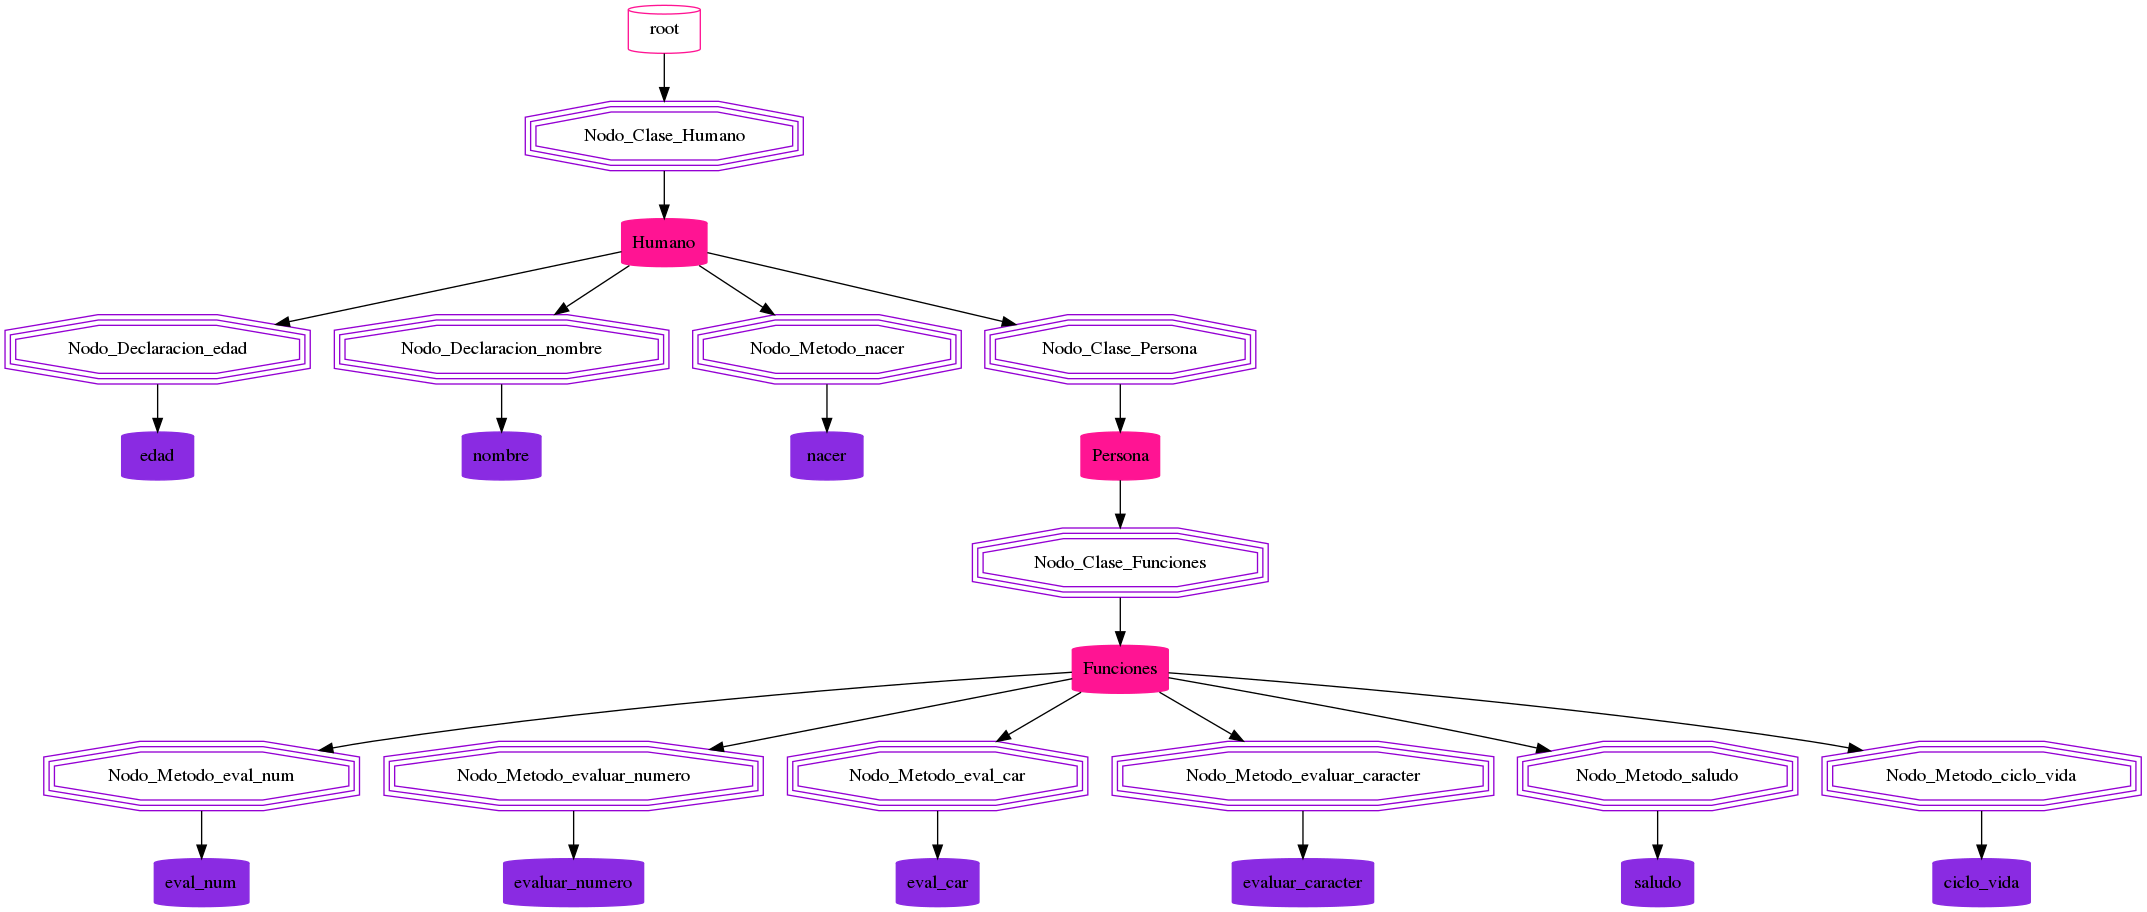 root
Nodo_Clase_Humano
Humano
Nodo_Declaracion_edad
Nodo_Declaracion_nombre
Nodo_Metodo_nacer
Nodo_Clase_Persona
edad
nombre
nacer
Persona
Nodo_Clase_Funciones
Funciones
Nodo_Metodo_eval_num
Nodo_Metodo_evaluar_numero
Nodo_Metodo_eval_car
Nodo_Metodo_evaluar_caracter
Nodo_Metodo_saludo
Nodo_Metodo_ciclo_vida
eval_num
evaluar_numero
eval_car
evaluar_caracter
saludo
ciclo_vida